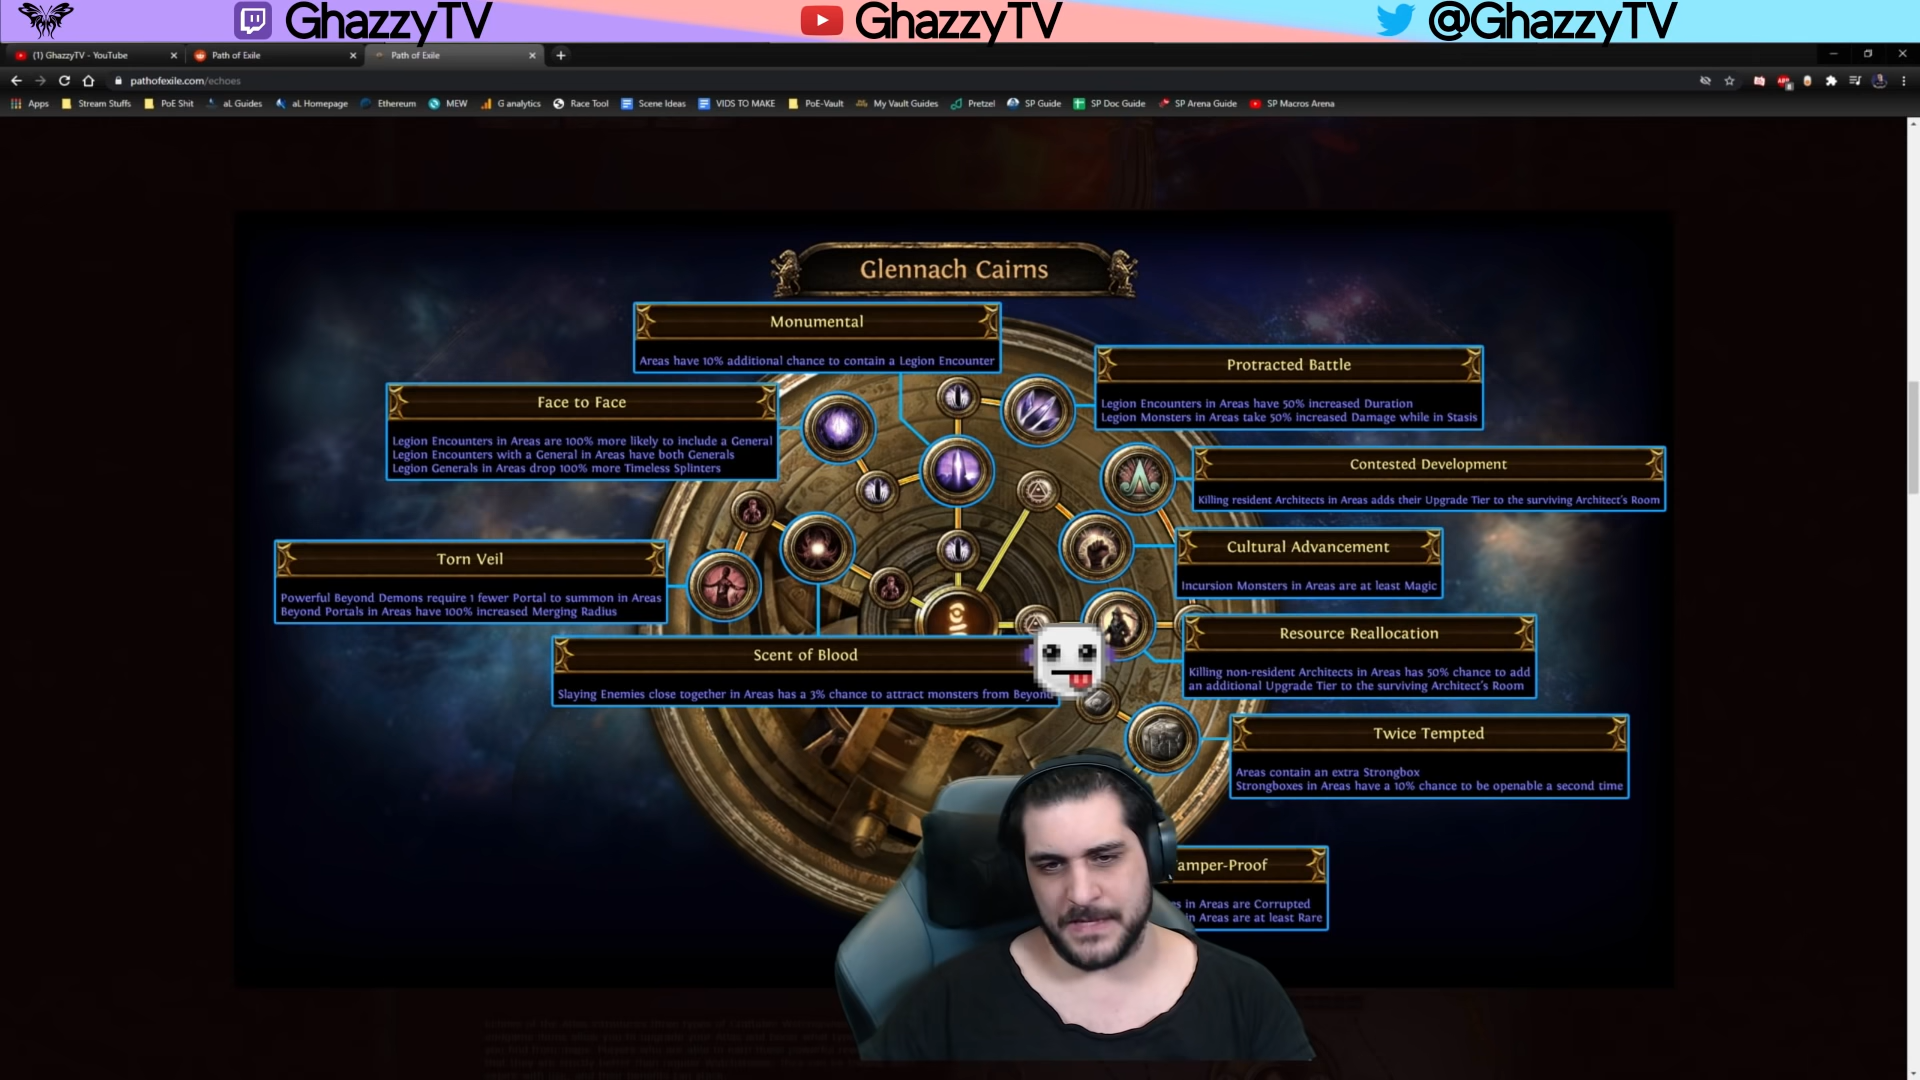 GhazzyTV
GhazzyTV
@GhazzyTV
(1) GhazzyTV - YouTube
Path of Exile
Path of Exile
pathofexile.com/echoes
Apps
Stream Stuffs
PoE Shit
aL Guides
aL Homepage
Ethereum
MEW
G analytics
Race Tool
Scene Ideas
VIDS TO MAKE
PoE-Vault
My Vault Guides
Pretzel
SP Guide
SP Doc Guide
SP Arena Guide
SP Macros Arena
Glennach Cairns
Monumental
Areas have 10% additional chance to contain a Legion Encounter
Protracted Battle
Legion Encounters in Areas have 50% increased Duration
Legion Monsters in Areas take 50% increased Damage while in Stasis
Face to Face
Legion Encounters in Areas are 100% more likely to include a General
Legion Encounters with a General in Areas have both Generals
Legion Generals in Areas drop 100% more Timeless Splinters
Contested Development
Killing resident Architects in Areas adds their Upgrade Tier to the surviving Architect's Room
Cultural Advancement
Incursion Monsters in Areas are at least Magic
Torn Veil
Powerful Beyond Demons require 1 fewer Portal to summon in Areas
Beyond Portals in Areas have 100% increased Merging Radius
Resource Reallocation
Killing non-resident Architects in Areas has 50% chance to add
an additional Upgrade Tier to the surviving Architect's Room
Scent of Blood
Slaying Enemies close together in Areas has a 3% chance to attract monsters from Beyond
Twice Tempted
Areas contain an extra Strongbox
Strongboxes in Areas have a 10% chance to be openable a second time
amper-Proof
in Areas are Corrupted
in Areas are at least Rare